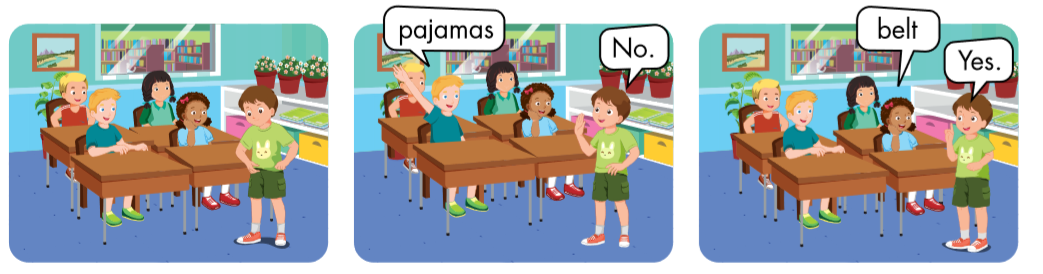 pajamas
No.
belt
Yes.